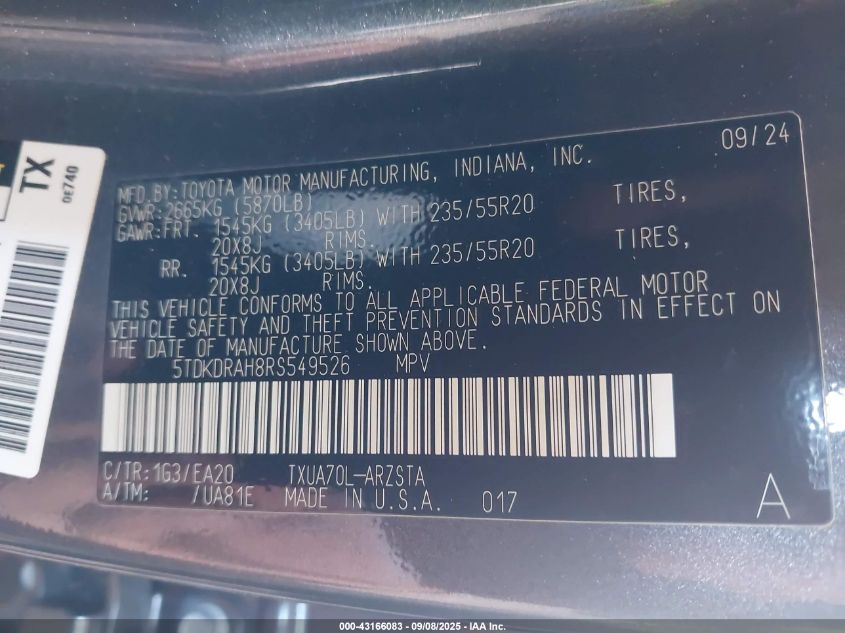 TX
0E740
09/24
MFD.BY:TOYOTA MOTOR MANUFACTURING, INDIANA, INC.
GVWR:2665KG (5870LB)
GAWR:FRT. 1545KG (3405LB) WITH 235/55R20 TIRES,
20X8J RIMS.
RR. 1545KG (3405LB) WITH 235/55R20 TIRES,
20X8J RIMS.
THIS VEHICLE CONFORMS TO ALL APPLICABLE FEDERAL MOTOR
VEHICLE SAFETY AND THEFT PREVENTION STANDARDS IN EFFECT ON
THE DATE OF MANUFACTURE SHOWN ABOVE.
5TDKDRAH8RS549526 MPV
C/TR:1G3/EA20 TXUA70L-ARZSTA
A/TM: /UA81E MADE IN U.S.A. 017
A
000-43166083 - 09/08/2025 - IAA Inc.